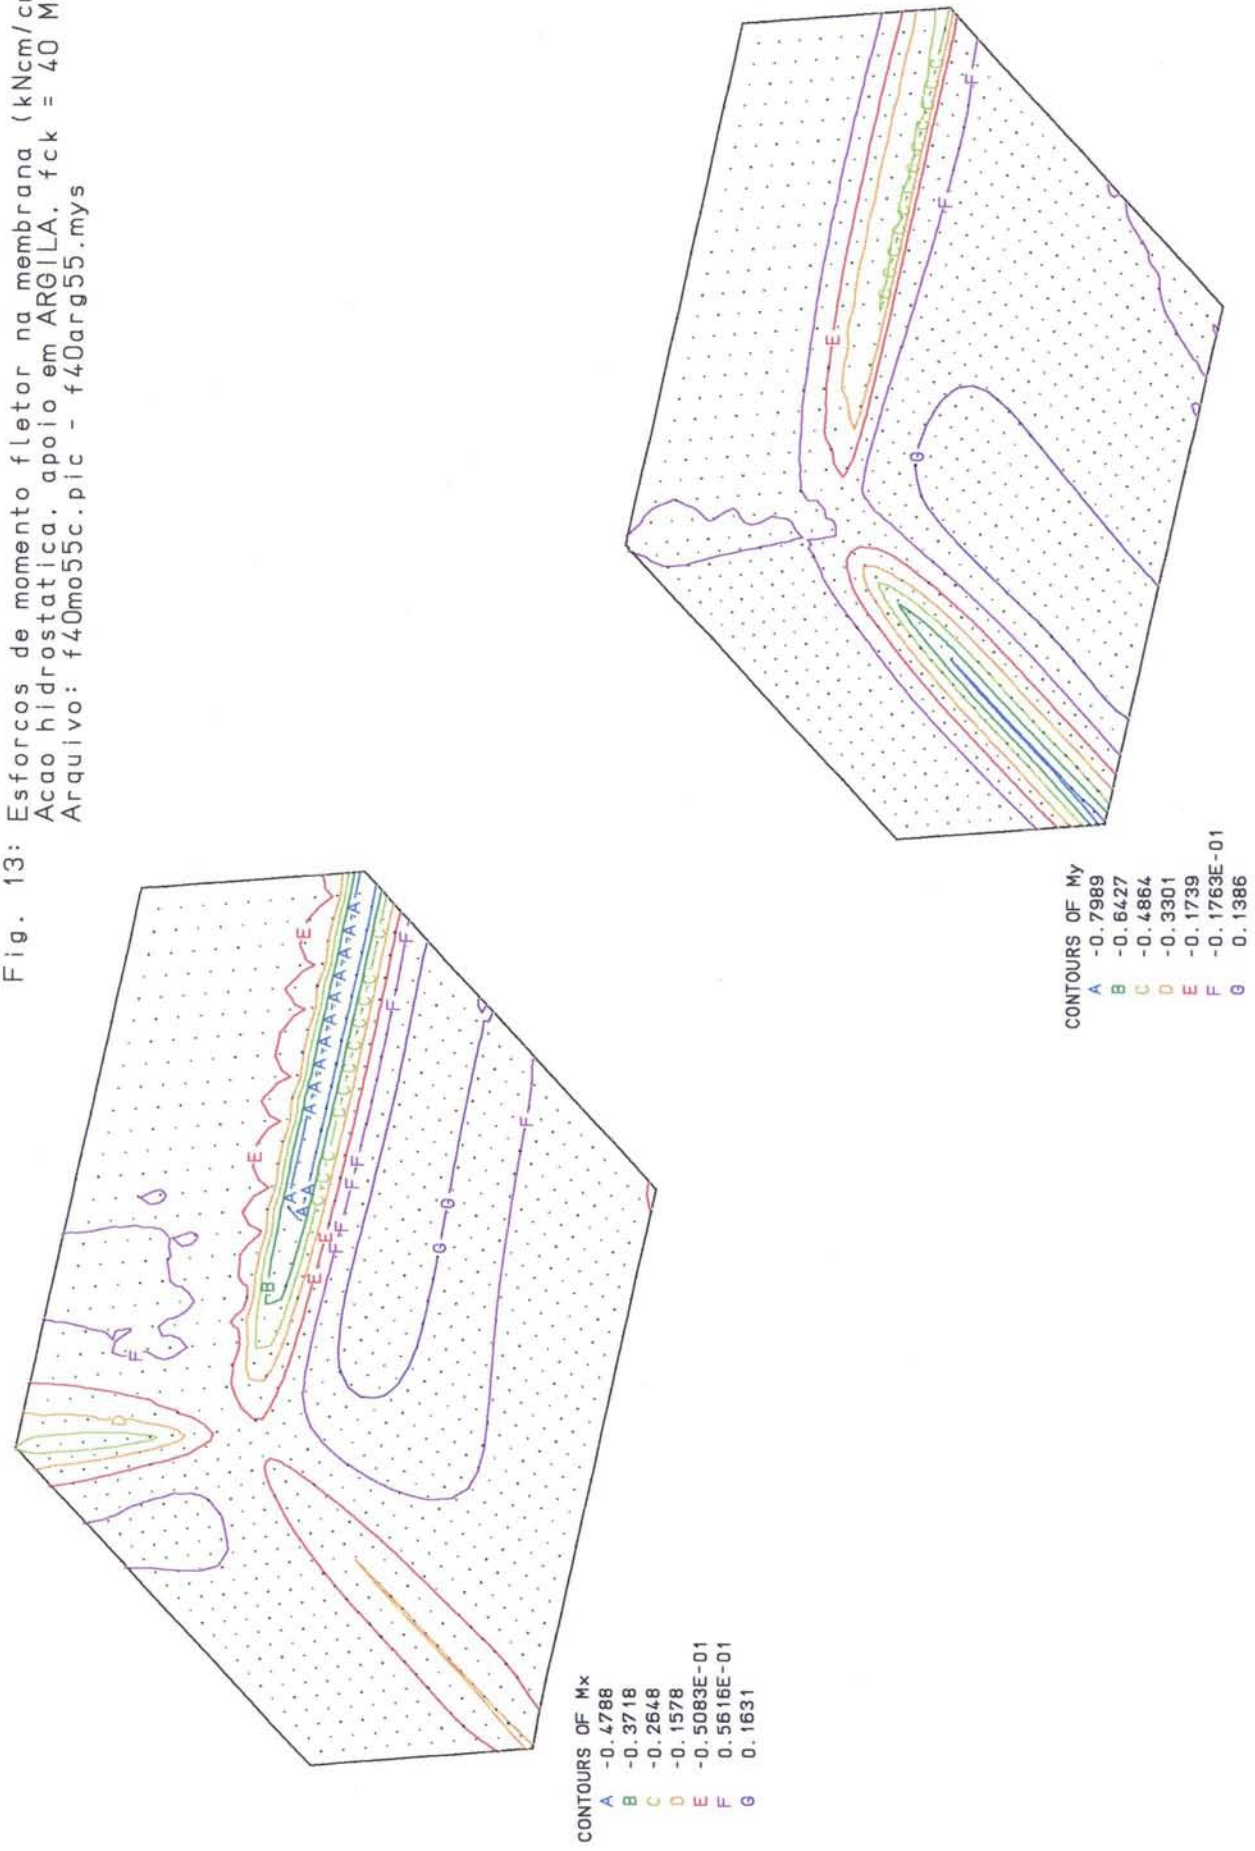 Fig. 13: Esforcos de momento fletor na membrana (kNcm/c
Acao hidrostatica, apoio em ARGILA, fck = 40 M
Arquivo: f40mo55c.pic - f40arg55.mys
CONTOURS OF Mx
A -0.4788
B -0.3718
C -0.2648
D -0.1578
E -0.5083E-01
F 0.5616E-01
G 0.1631
CONTOURS OF My
A -0.7989
B -0.6427
C -0.4864
D -0.3301
E -0.1739
F -0.1763E-01
G 0.1386